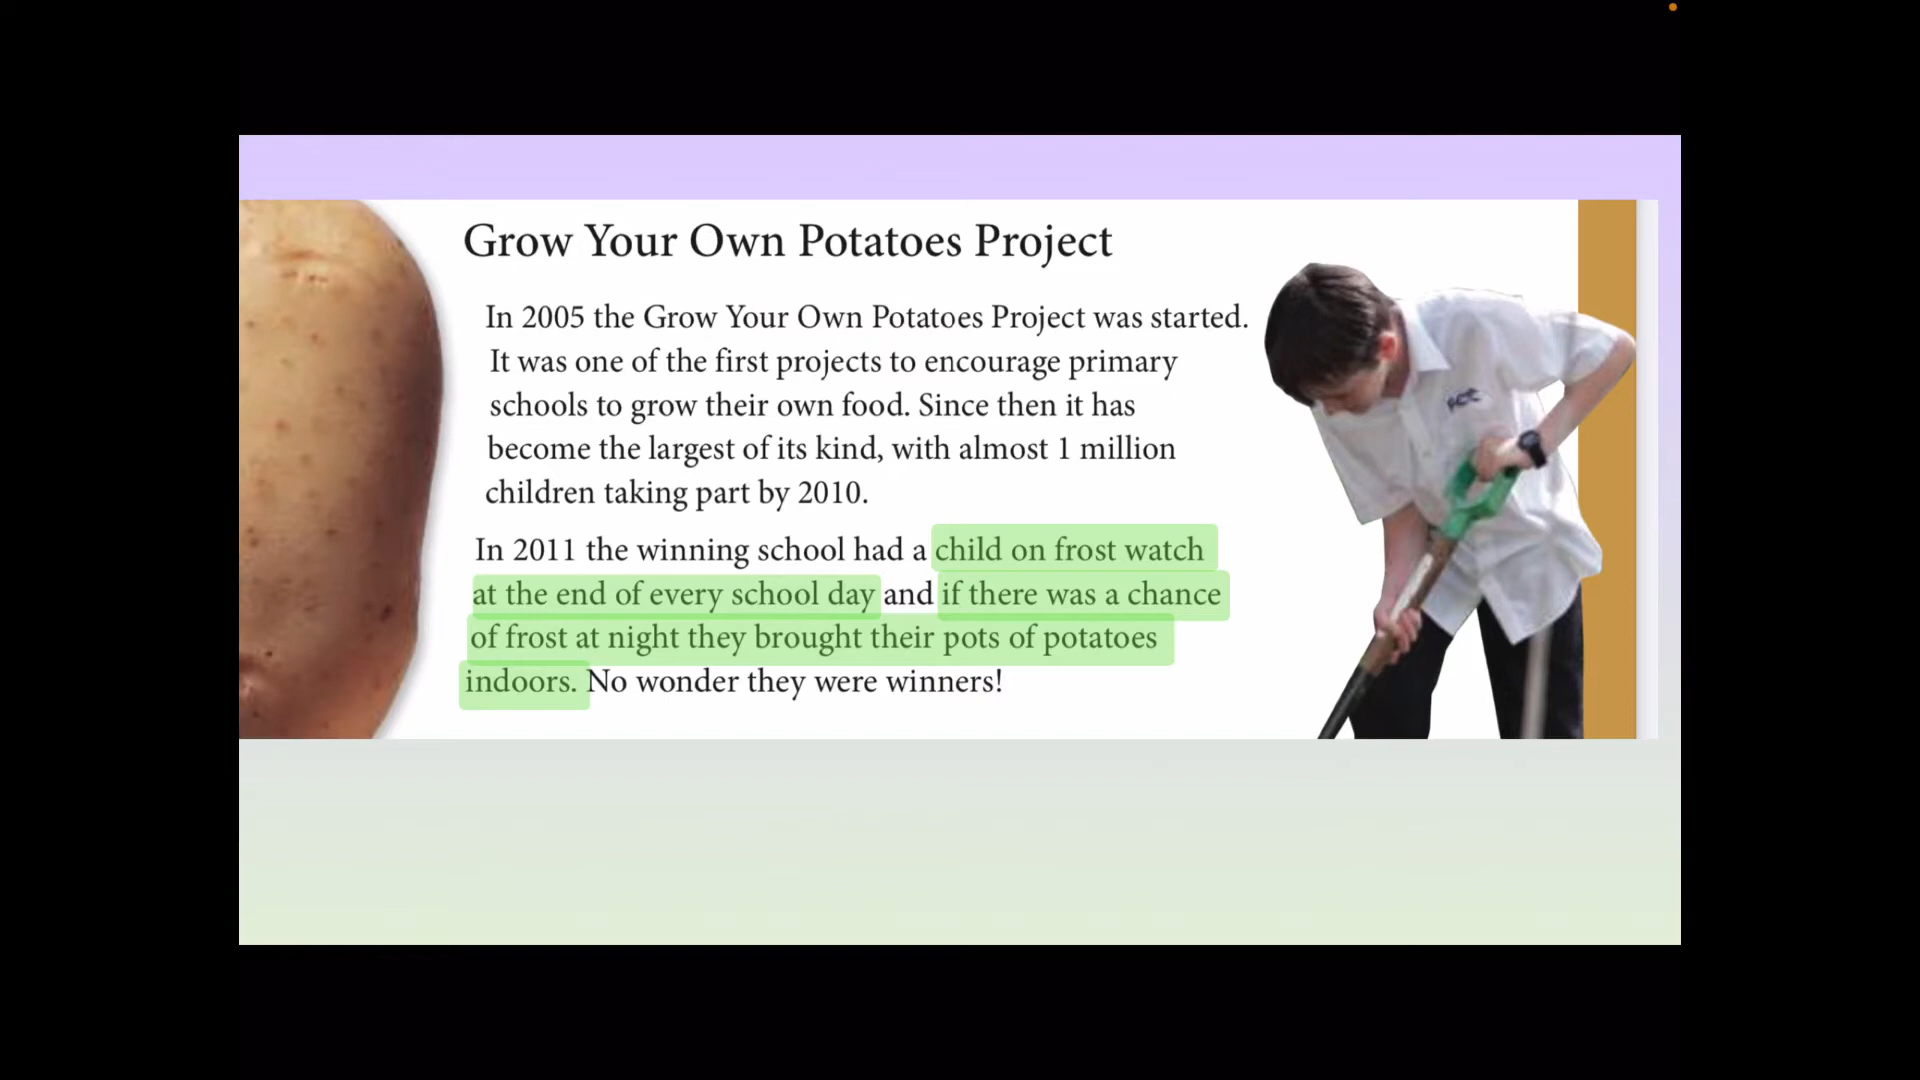 Grow Your Own Potatoes Project
In 2005 the Grow Your Own Potatoes Project was started.
It was one of the first projects to encourage primary
schools to grow their own food. Since then it has
become the largest of its kind, with almost 1 million
children taking part by 2010.
In 2011 the winning school had a child on frost watch
at the end of every school day and if there was a chance
of frost at night they brought their pots of potatoes
indoors. No wonder they were winners!